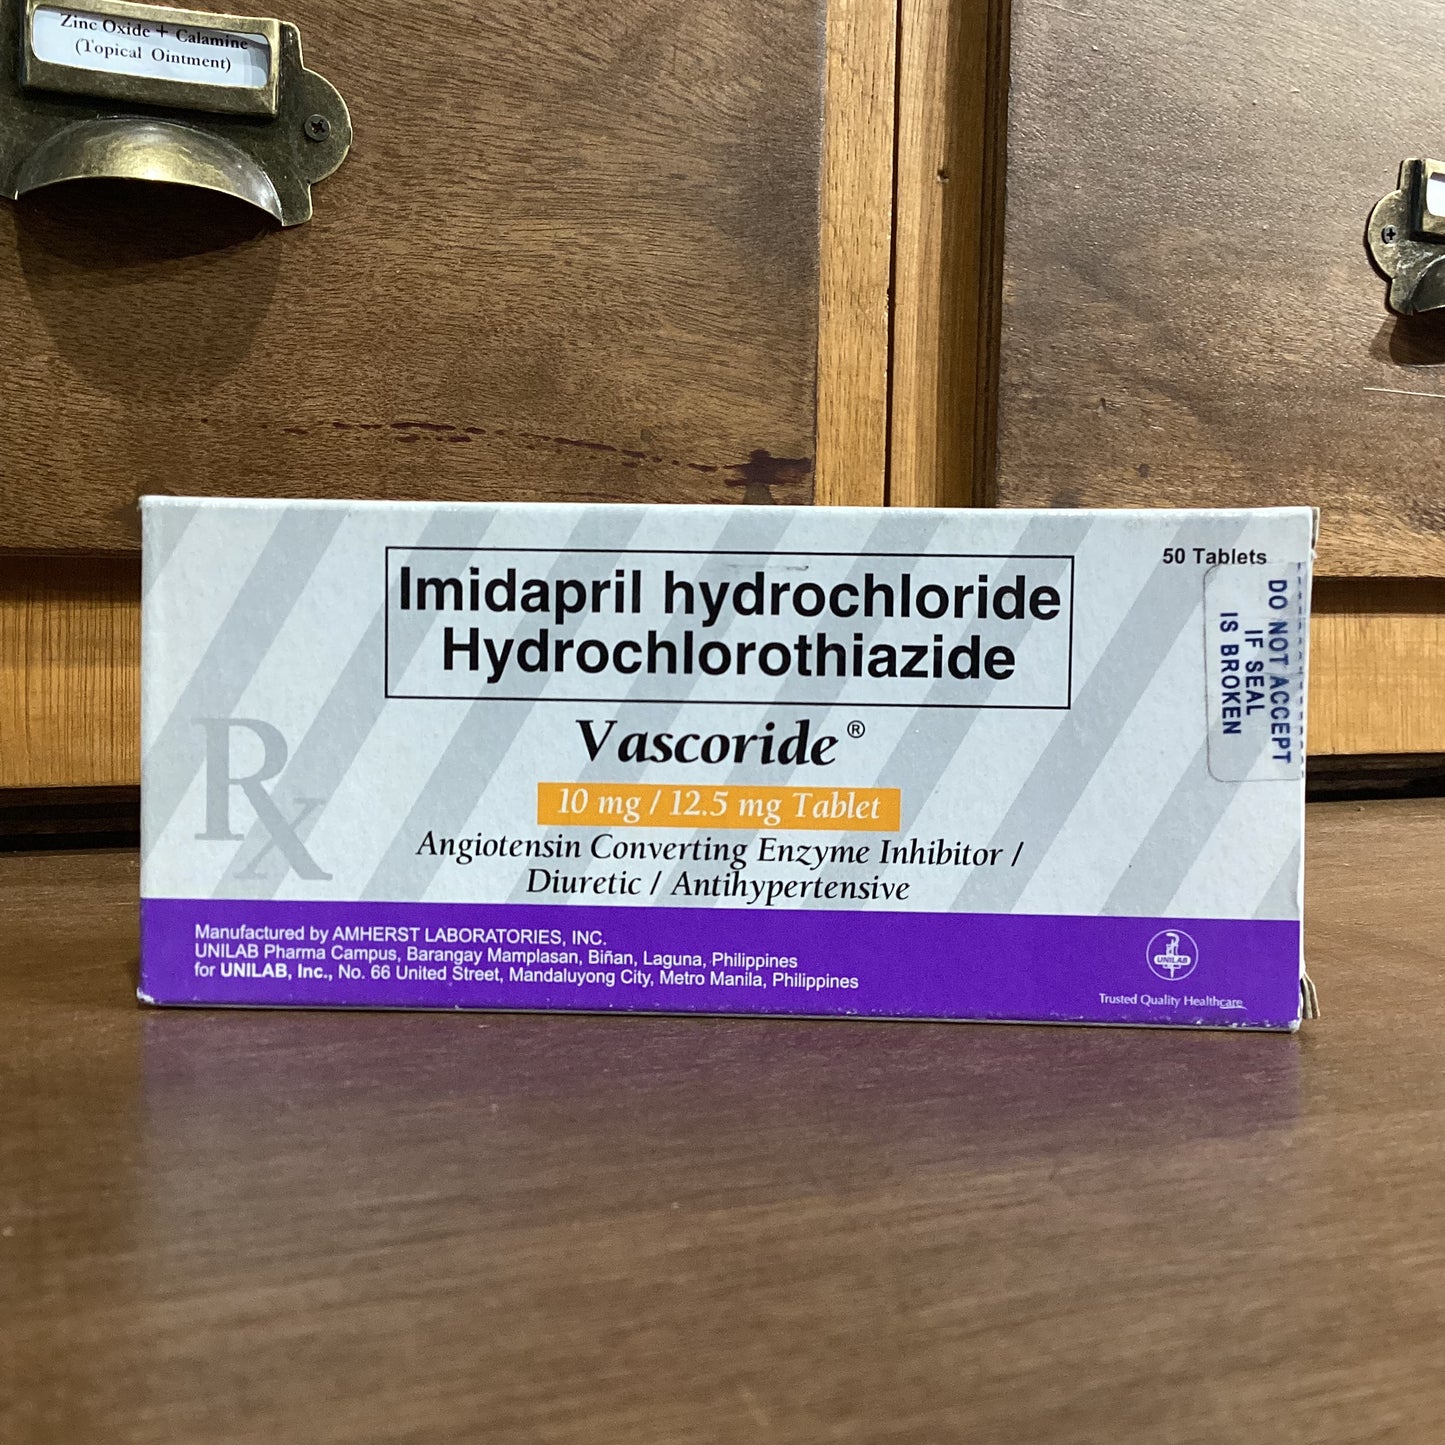 Zinc Oxide + Calamine
(Topical Ointment)
50 Tablets
Imidapril hydrochloride
Hydrochlorothiazide
Vascoride®
10 mg / 12.5 mg Tablet
Angiotensin Converting Enzyme Inhibitor /
Diuretic / Antihypertensive
Rx
DO NOT ACCEPT
IF SEAL
IS BROKEN
Manufactured by AMHERST LABORATORIES, INC.
UNILAB Pharma Campus, Barangay Mamplasan, Biñan, Laguna, Philippines
for UNILAB, Inc., No. 66 United Street, Mandaluyong City, Metro Manila, Philippines
UNILAB
Trusted Quality Healthcare